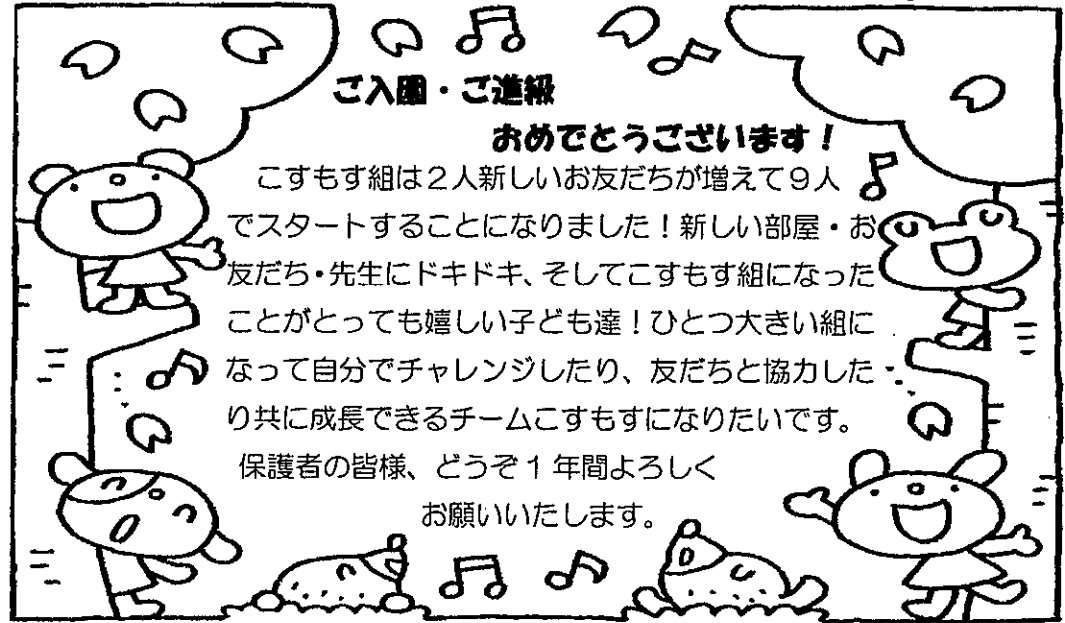 ご入園・ご進級
おめでとうございます！
こすもす組は２人新しいお友だちが増えて９人
でスタートすることになりました！新しい部屋・お
友だち・先生にドキドキ、そしてこすもす組になった
ことがとっても嬉しい子ども達！ひとつ大きい組に
なって自分でチャレンジしたり、友だちと協力した
り共に成長できるチームこすもすになりたいです。
保護者の皆様、どうぞ１年間よろしく
お願いいたします。